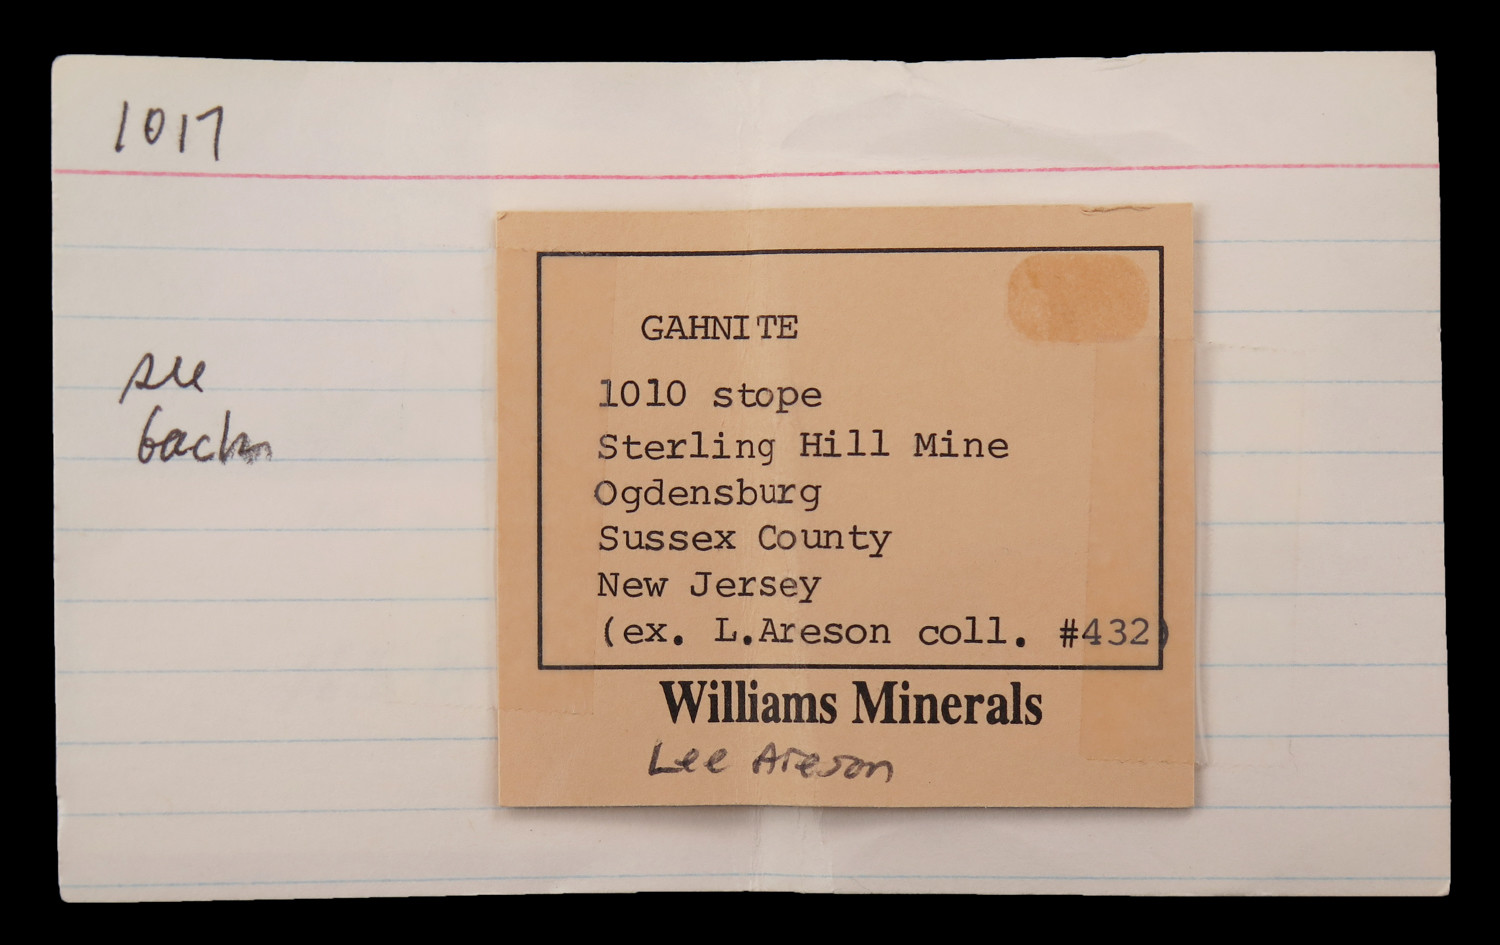 1017
see
back
GAHNITE
1010 stope
Sterling Hill Mine
Ogdensburg
Sussex County
New Jersey
(ex. L.Areson coll. #432)
Williams Minerals
Lee Areson